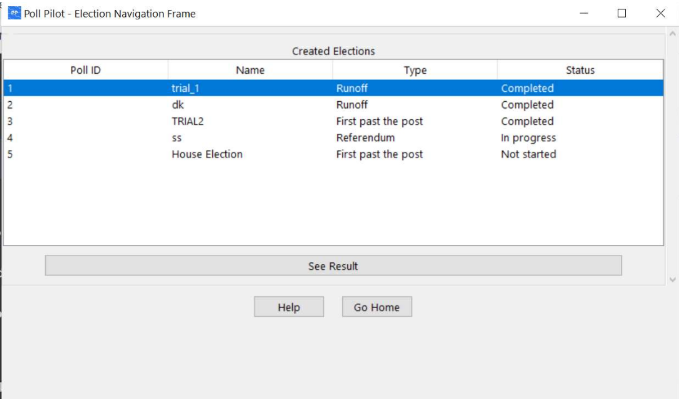 Poll Pilot - Election Navigation Frame
Created Elections
Poll ID Name Type Status
1 trial_1 Runoff Completed
2 dk Runoff Completed
3 TRIAL2 First past the post Completed
4 ss Referendum In progress
5 House Election First past the post Not started
See Result
Help Go Home